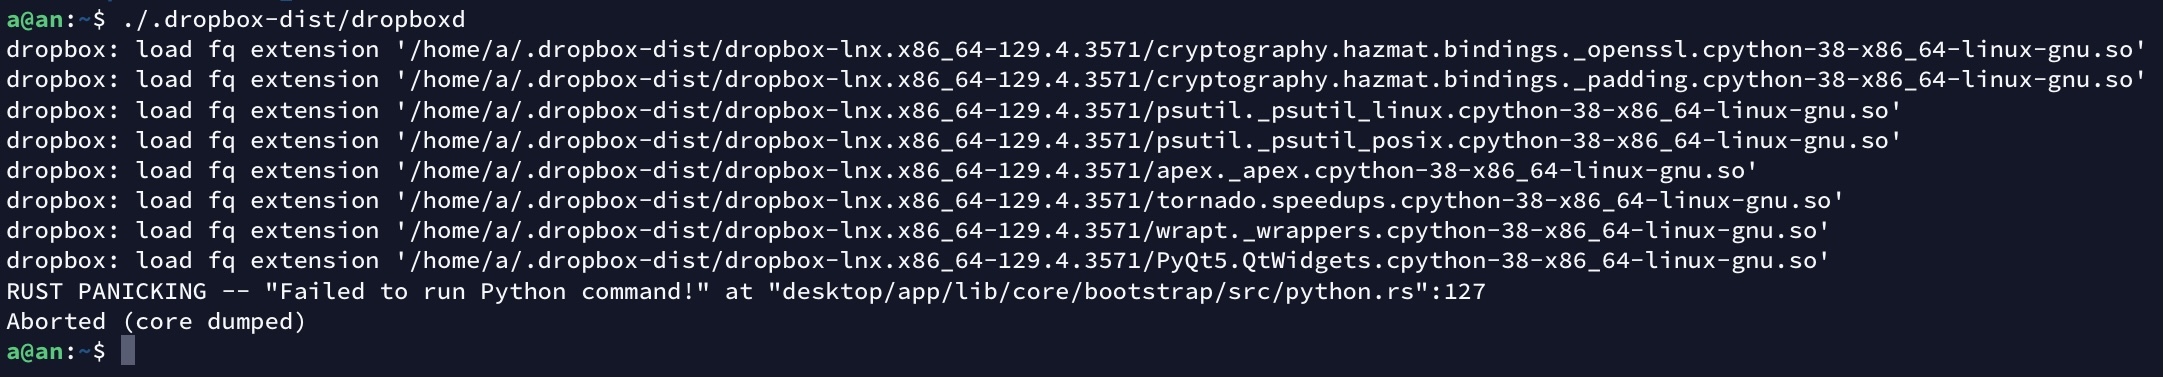 a@an:~$ ./.dropbox-dist/dropboxd
dropbox: load fq extension '/home/a/.dropbox-dist/dropbox-lnx.x86_64-129.4.3571/cryptography.hazmat.bindings._openssl.cpython-38-x86_64-linux-gnu.so'
dropbox: load fq extension '/home/a/.dropbox-dist/dropbox-lnx.x86_64-129.4.3571/cryptography.hazmat.bindings._padding.cpython-38-x86_64-linux-gnu.so'
dropbox: load fq extension '/home/a/.dropbox-dist/dropbox-lnx.x86_64-129.4.3571/psutil._psutil_linux.cpython-38-x86_64-linux-gnu.so'
dropbox: load fq extension '/home/a/.dropbox-dist/dropbox-lnx.x86_64-129.4.3571/psutil._psutil_posix.cpython-38-x86_64-linux-gnu.so'
dropbox: load fq extension '/home/a/.dropbox-dist/dropbox-lnx.x86_64-129.4.3571/apex._apex.cpython-38-x86_64-linux-gnu.so'
dropbox: load fq extension '/home/a/.dropbox-dist/dropbox-lnx.x86_64-129.4.3571/tornado.speedups.cpython-38-x86_64-linux-gnu.so'
dropbox: load fq extension '/home/a/.dropbox-dist/dropbox-lnx.x86_64-129.4.3571/wrapt._wrappers.cpython-38-x86_64-linux-gnu.so'
dropbox: load fq extension '/home/a/.dropbox-dist/dropbox-lnx.x86_64-129.4.3571/PyQt5.QtWidgets.cpython-38-x86_64-linux-gnu.so'
RUST PANICKING -- "Failed to run Python command!" at "desktop/app/lib/core/bootstrap/src/python.rs":127
Aborted (core dumped)
a@an:~$